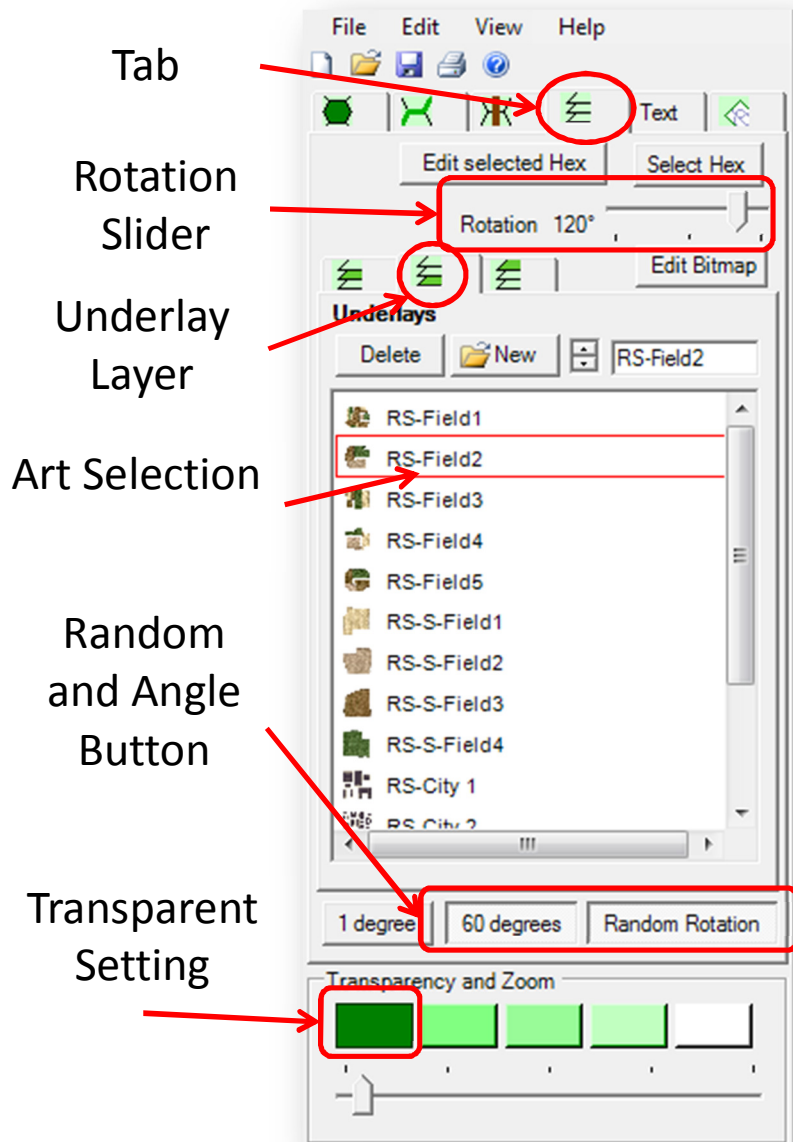 File Edit View Help
Tab
Text
Edit selected Hex Select Hex
Rotation
Slider
Rotation 120°
Edit Bitmap
Underlay
Layer
Underlays
Delete New RS-Field2
RS-Field1
Art Selection
RS-Field2
RS-Field3
RS-Field4
RS-Field5
RS-S-Field1
Random
and Angle
Button
RS-S-Field2
RS-S-Field3
RS-S-Field4
RS-City 1
RS-City 2
Transparent
Setting
1 degree 60 degrees Random Rotation
Transparency and Zoom